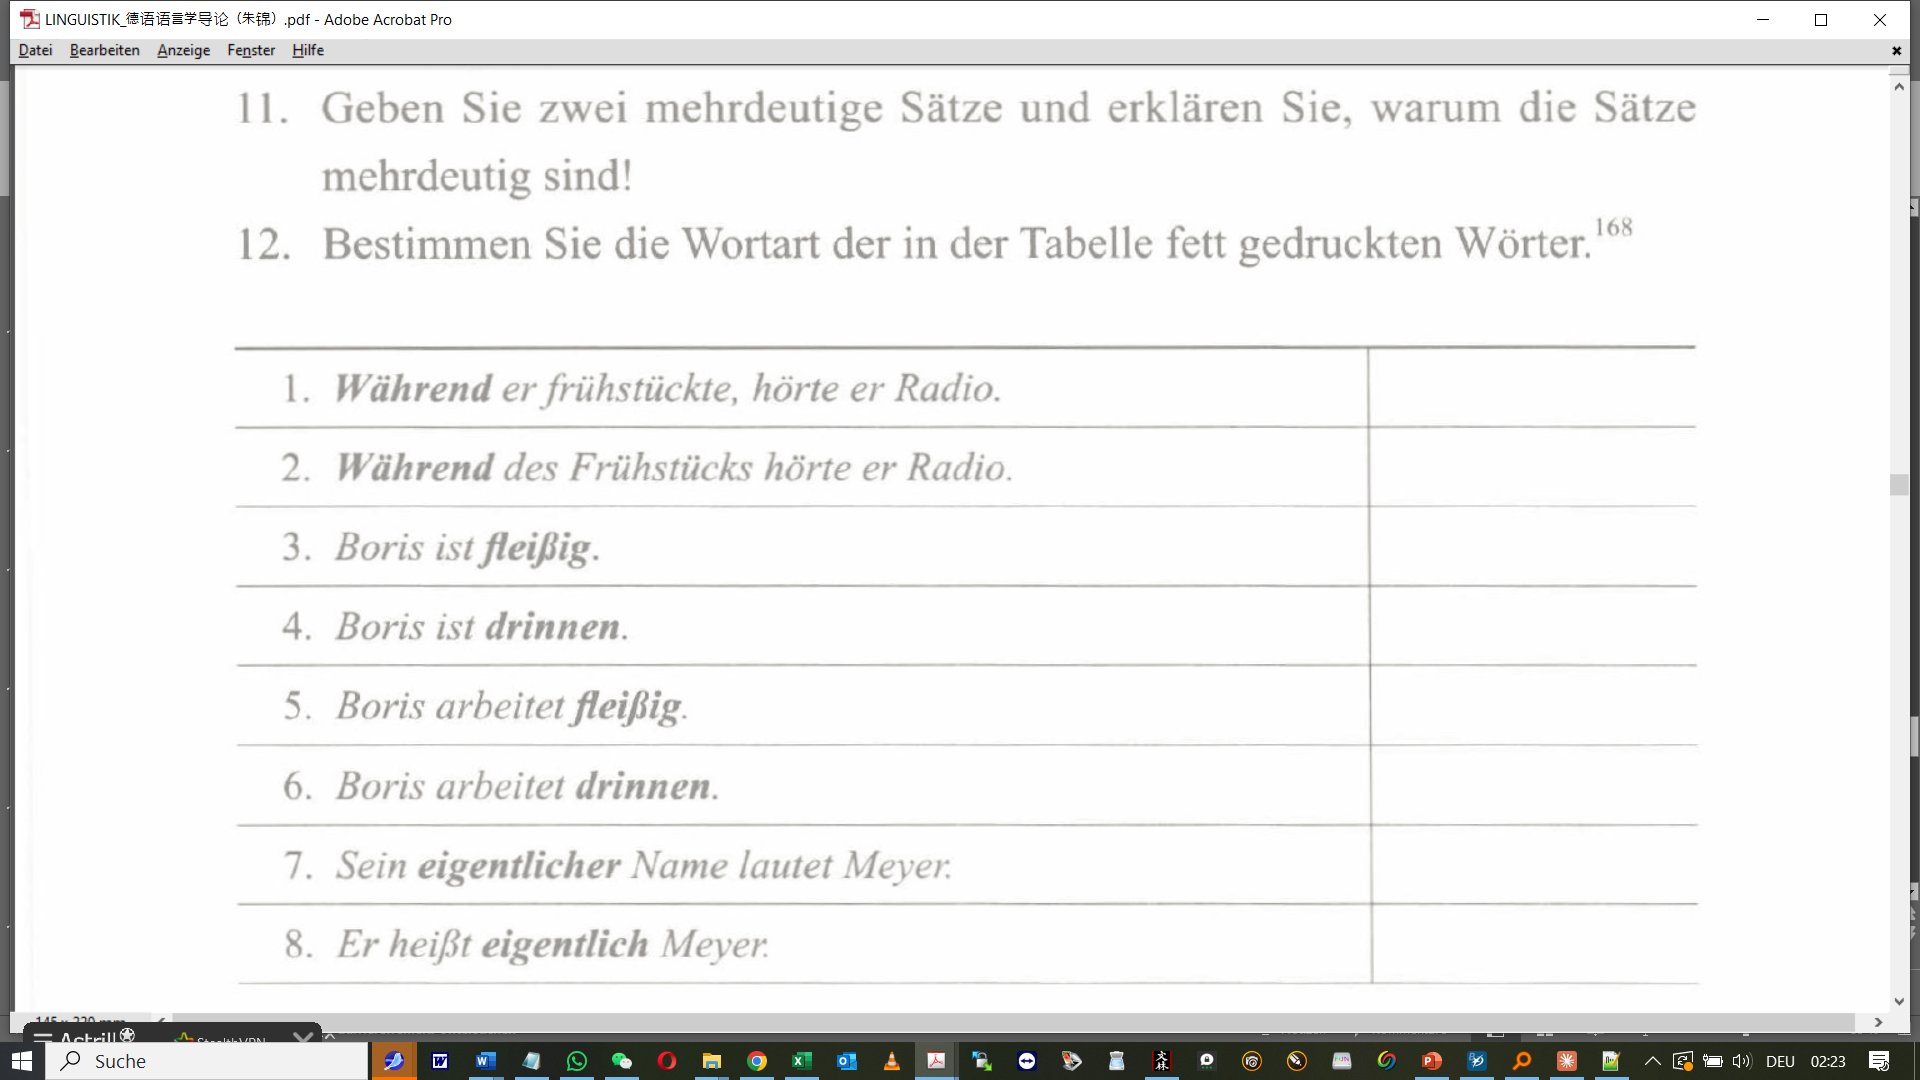 LINGUISTIK_德语语言学导论（朱锦）.pdf - Adobe Acrobat Pro
Datei Bearbeiten Anzeige Fenster Hilfe
11. Geben Sie zwei mehrdeutige Sätze und erklären Sie, warum die Sätze
mehrdeutig sind!
12. Bestimmen Sie die Wortart der in der Tabelle fett gedruckten Wörter.168
1. Während er frühstückte, hörte er Radio.
2. Während des Frühstücks hörte er Radio.
3. Boris ist fleißig.
4. Boris ist drinnen.
5. Boris arbeitet fleißig.
6. Boris arbeitet drinnen.
7. Sein eigentlicher Name lautet Meyer.
8. Er heißt eigentlich Meyer.
Astrill StealthVPN
Suche
DEU 02:23